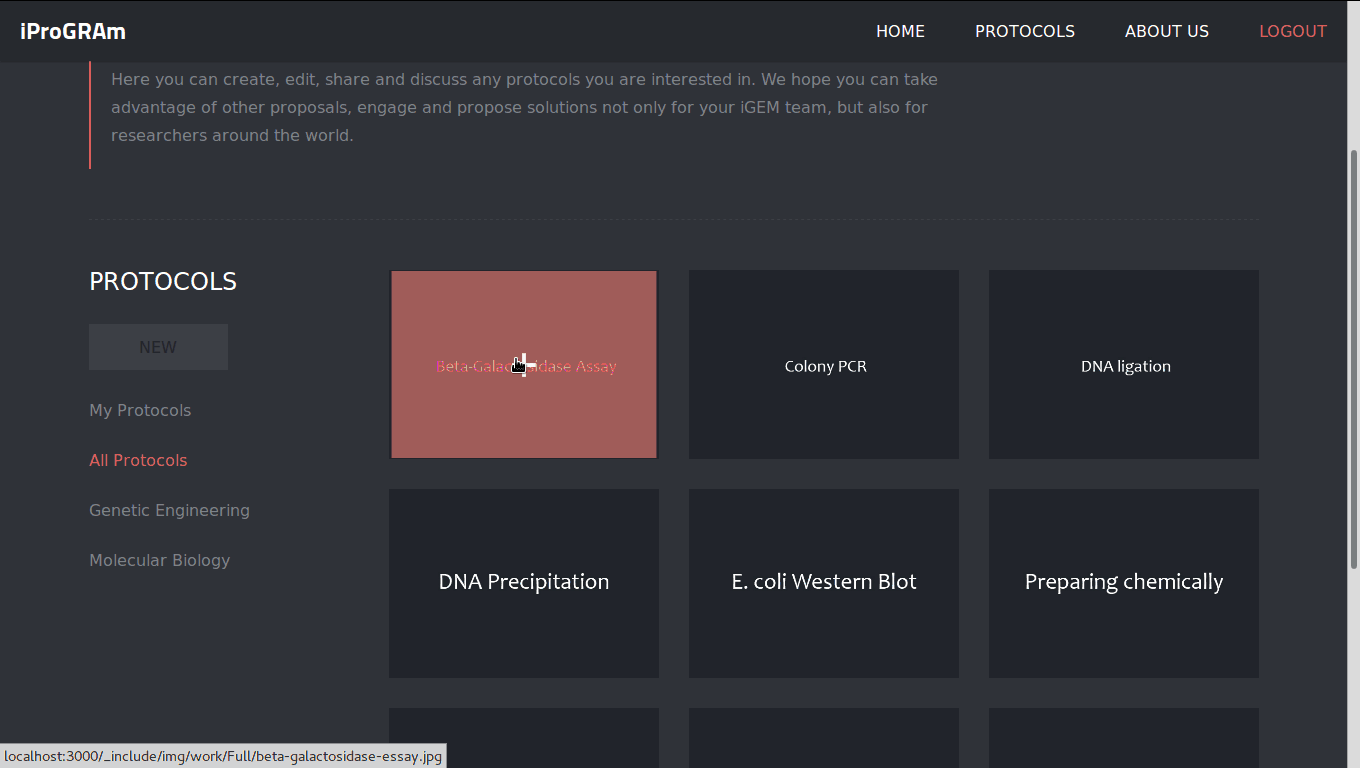 iProGRAm
HOME
PROTOCOLS
ABOUT US
LOGOUT
Here you can create, edit, share and discuss any protocols you are interested in. We hope you can take
advantage of other proposals, engage and propose solutions not only for your iGEM team, but also for
researchers around the world.
PROTOCOLS
NEW
My Protocols
All Protocols
Genetic Engineering
Molecular Biology
Beta-Galactosidase Assay
Colony PCR
DNA ligation
DNA Precipitation
E. coli Western Blot
Preparing chemically
localhost:3000/_include/img/work/Full/beta-galactosidase-essay.jpg